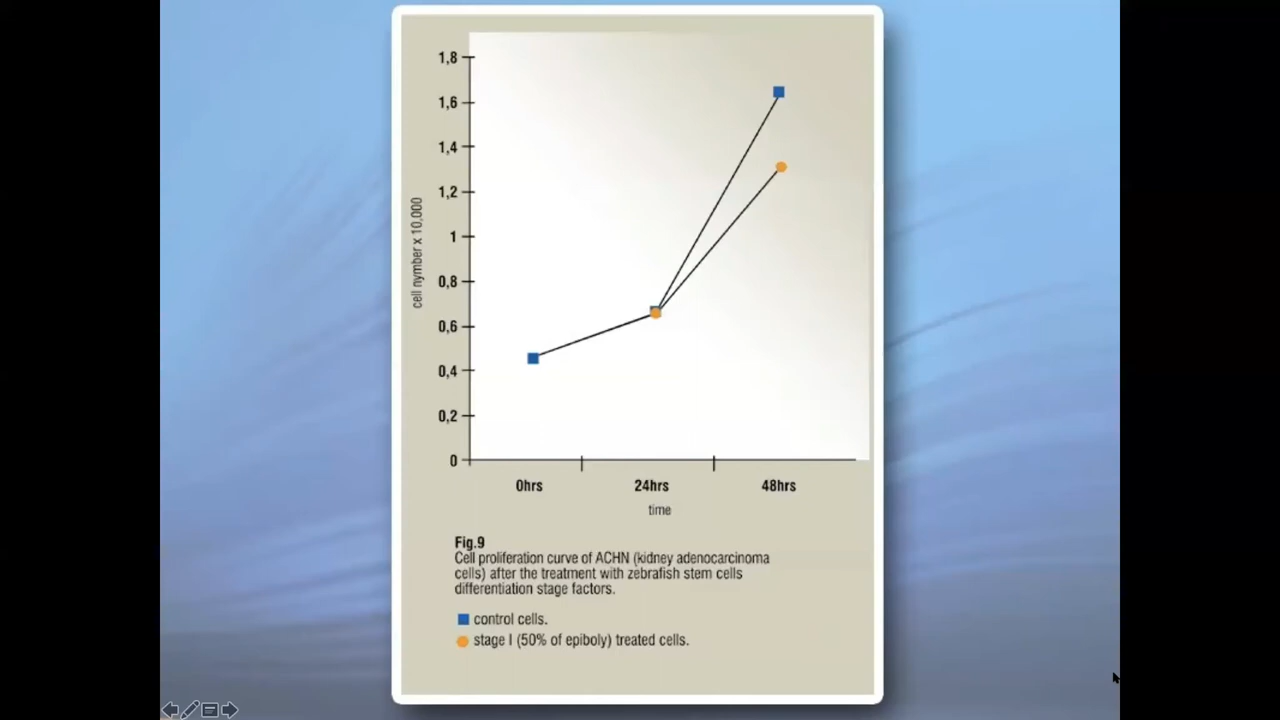 1,8
1,6
1,4
1,2
1
0,8
0,6
0,4
0,2
0
cell nymber x 10,000
0hrs 24hrs 48hrs
time
Fig.9
Cell proliferation curve of ACHN (kidney adenocarcinoma
cells) after the treatment with zebrafish stem cells
differentiation stage factors.
control cells.
stage I (50% of epiboly) treated cells.